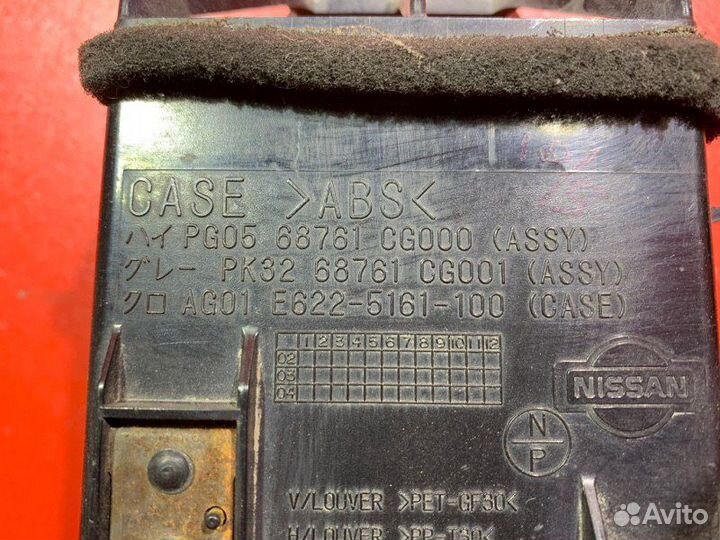 CASE >ABS<
ハイ PG05 68761 CG000 (ASSY)
グレー PK32 68761 CG001 (ASSY)
クロ AG01 E622-5161-100 (CASE)
1 2 3 4 5 6 7 8 9 10 11 12
02
03
04
NISSAN
N
P
V/LOUVER >PET-GF30<
H/LOUVER >PP-T30<
Avito